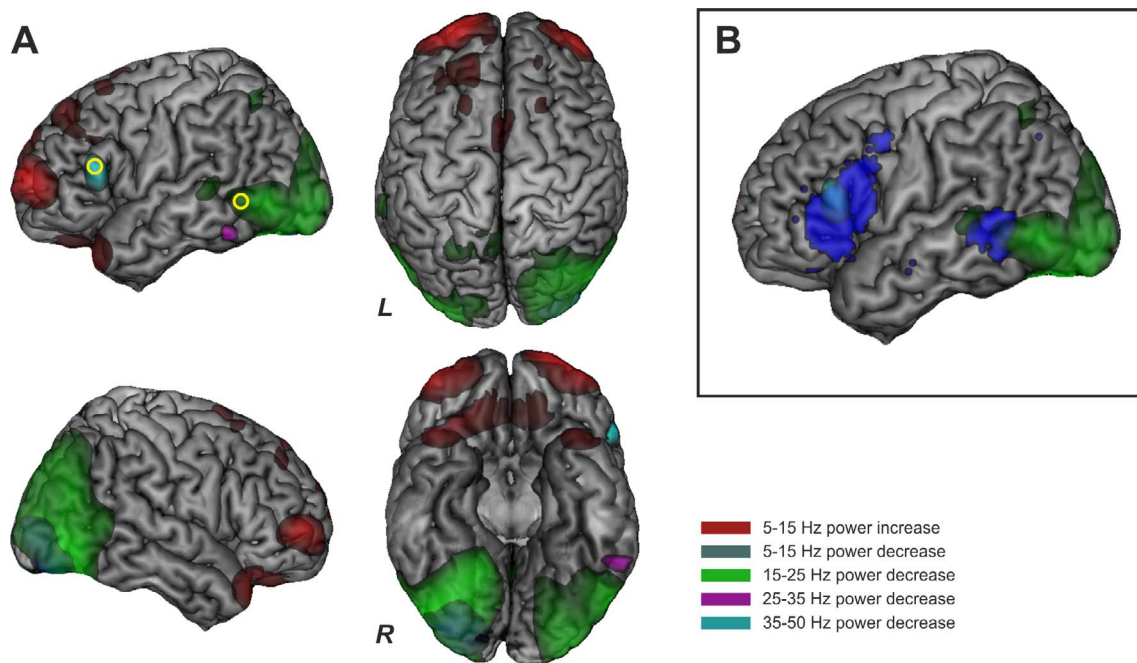 A
B
L
R
5-15 Hz power increase
5-15 Hz power decrease
15-25 Hz power decrease
25-35 Hz power decrease
35-50 Hz power decrease